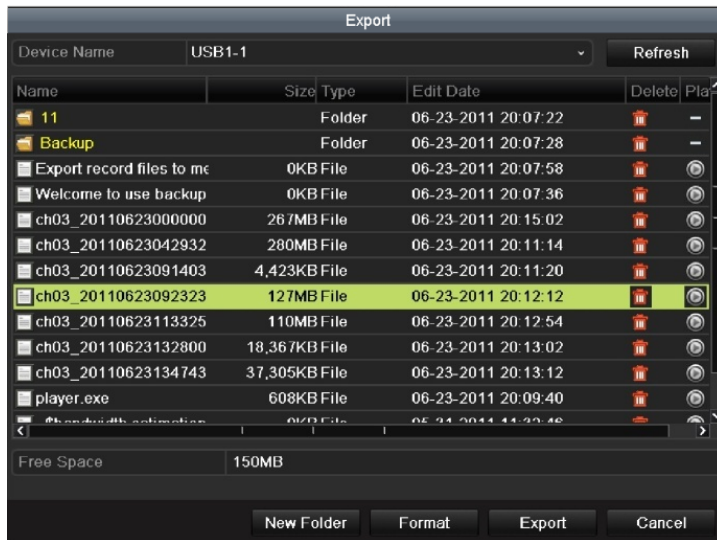 Export
Device Name USB1-1 Refresh
Name Size Type Edit Date Delete Pla
11 Folder 06-23-2011 20:07:22 –
Backup Folder 06-23-2011 20:07:28 –
Export record files to me 0KB File 06-23-2011 20:07:58
Welcome to use backup 0KB File 06-23-2011 20:07:36
ch03_20110623000000 267MB File 06-23-2011 20:15:02
ch03_20110623042932 280MB File 06-23-2011 20:11:14
ch03_20110623091403 4,423KB File 06-23-2011 20:11:20
ch03_20110623092323 127MB File 06-23-2011 20:12:12
ch03_20110623113325 110MB File 06-23-2011 20:12:54
ch03_20110623132800 18,367KB File 06-23-2011 20:13:02
ch03_20110623134743 37,305KB File 06-23-2011 20:13:12
player.exe 608KB File 06-23-2011 20:09:40
Free Space 150MB
New Folder Format Export Cancel